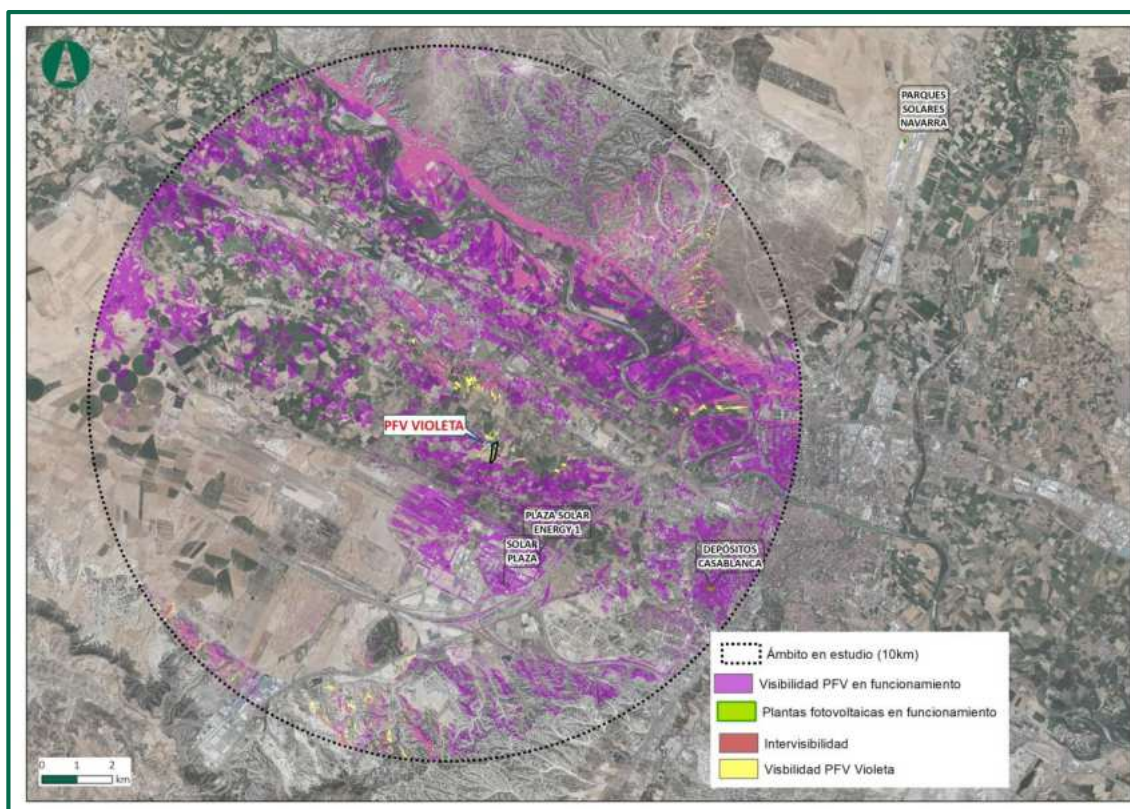 PARQUES
SOLARES
NAVARRA
PFV VIOLETA
PLAZA SOLAR
ENERGY 1
SOLAR
PLAZA
DEPÓSITOS
CASABLANCA
Ámbito en estudio (10km)
Visibilidad PFV en funcionamiento
Plantas fotovoltaicas en funcionamiento
Intervisibilidad
Visbilidad PFV Violeta
0 1 2
km